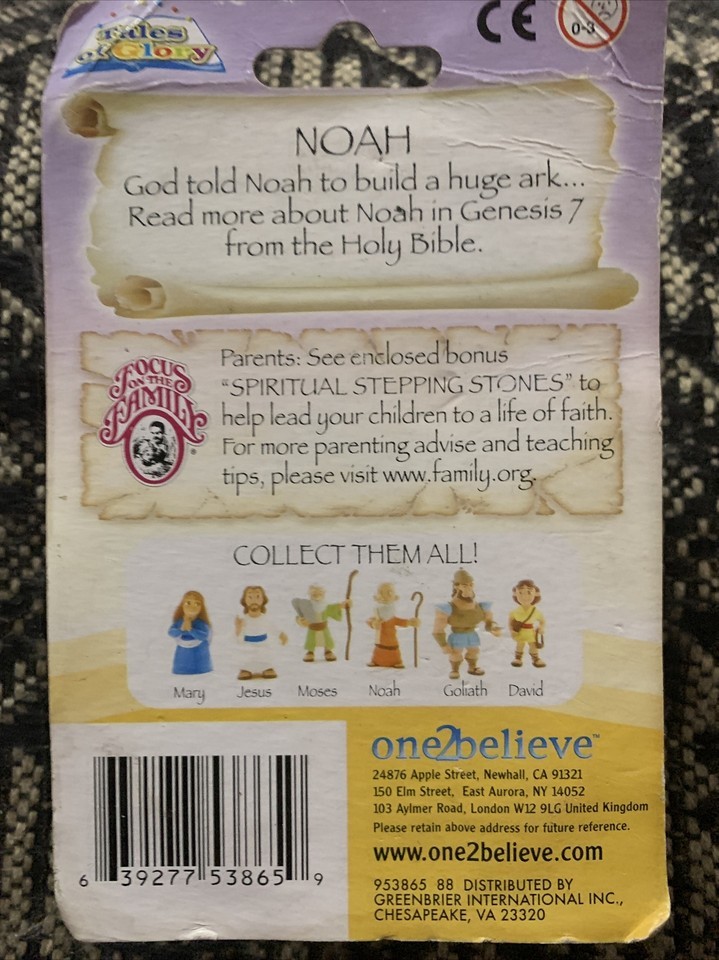 Tales
of Glory
CE
0-3
NOAH
God told Noah to build a huge ark...
Read more about Noah in Genesis 7
from the Holy Bible.
FOCUS
ON THE
FAMILY
®
Parents: See enclosed bonus
"SPIRITUAL STEPPING STONES" to
help lead your children to a life of faith.
For more parenting advise and teaching
tips, please visit www.family.org.
COLLECT THEM ALL!
Mary Jesus Moses Noah Goliath David
one2believe™
24876 Apple Street, Newhall, CA 91321
150 Elm Street, East Aurora, NY 14052
103 Aylmer Road, London W12 9LG United Kingdom
Please retain above address for future reference.
www.one2believe.com
953865 88 DISTRIBUTED BY
GREENBRIER INTERNATIONAL INC.,
CHESAPEAKE, VA 23320
6 39277 53865 9